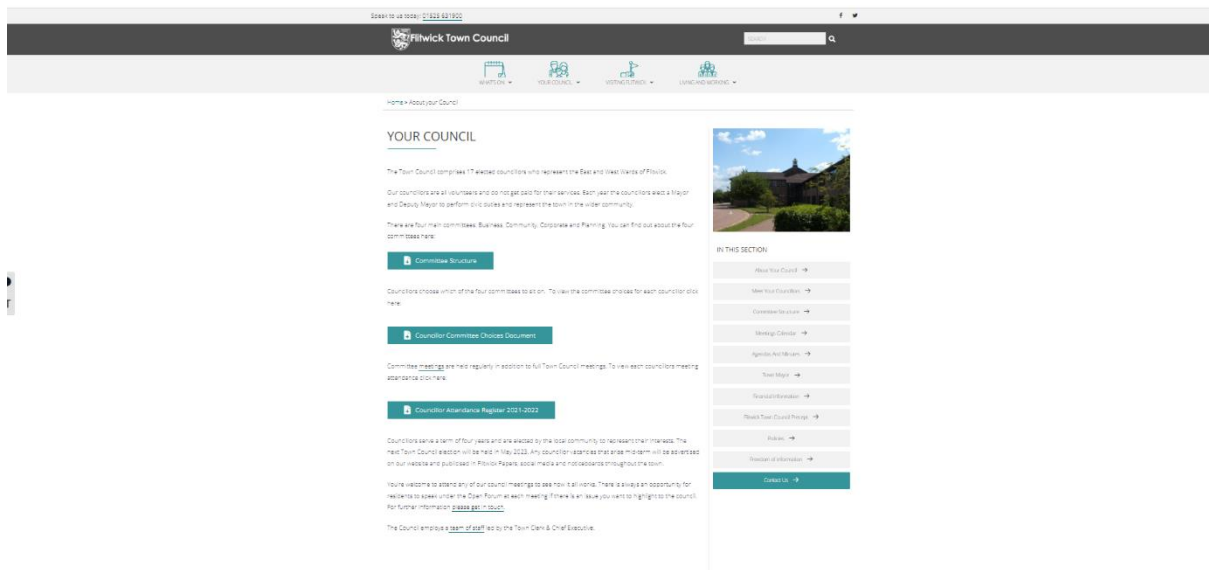 Speak to us today: 01525 631900
Flitwick Town Council
SEARCH
WHAT'S ON
YOUR COUNCIL
VISITING FLITWICK
LIVING AND WORKING
Home > About your Council
YOUR COUNCIL
The Town Council comprises 17 elected councillors who represent the East and West Wards of Flitwick.
Our councillors are all volunteers and do not get paid for their services. Each year the councillors elect a Mayor
and Deputy Mayor to perform civic duties and represent the town in the wider community.
There are four main committees: Business, Community, Corporate and Planning. You can find out about the four
committees here:
Committee Structure
Councillors choose which of the four committees to sit on. To view the committee choices for each councillor click
here:
Councillor Committee Choices Document
Committee meetings are held regularly in addition to full Town Council meetings. To view each councillors meeting
attendance click here:
Councillor Attendance Register 2021-2022
Councillors serve a term of four years and are elected by the local community to represent their interests. The
next Town Council election will be held in May 2023. Any councillor vacancies that arise mid-term will be advertised
on our website and publicised in Flitwick Papers, social media and noticeboards throughout the town.
You're welcome to attend any of our council meetings to see how it all works. There is always an opportunity for
residents to speak under the Open Forum at each meeting if there is an issue you want to highlight to the council.
For further information please get in touch.
The Council employs a team of staff led by the Town Clerk & Chief Executive.
IN THIS SECTION
About Your Council
Meet Your Councillors
Committee Structure
Meetings Calendar
Agendas And Minutes
Town Mayor
Financial Information
Flitwick Town Council Precept
Policies
Freedom of Information
Contact Us